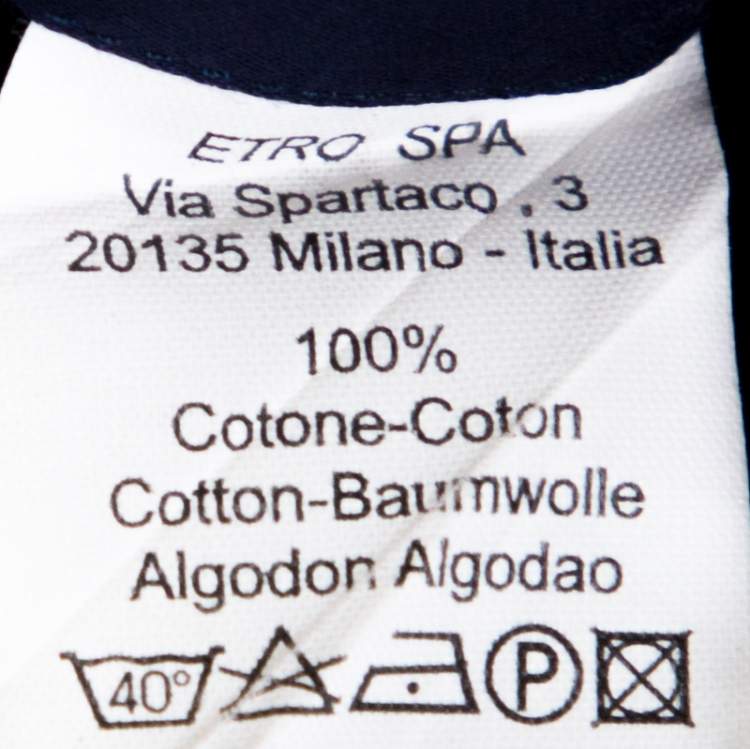 ETRO SPA
Via Spartaco , 3
20135 Milano - Italia
100%
Cotone-Coton
Cotton-Baumwolle
Algodon Algodao
40° P